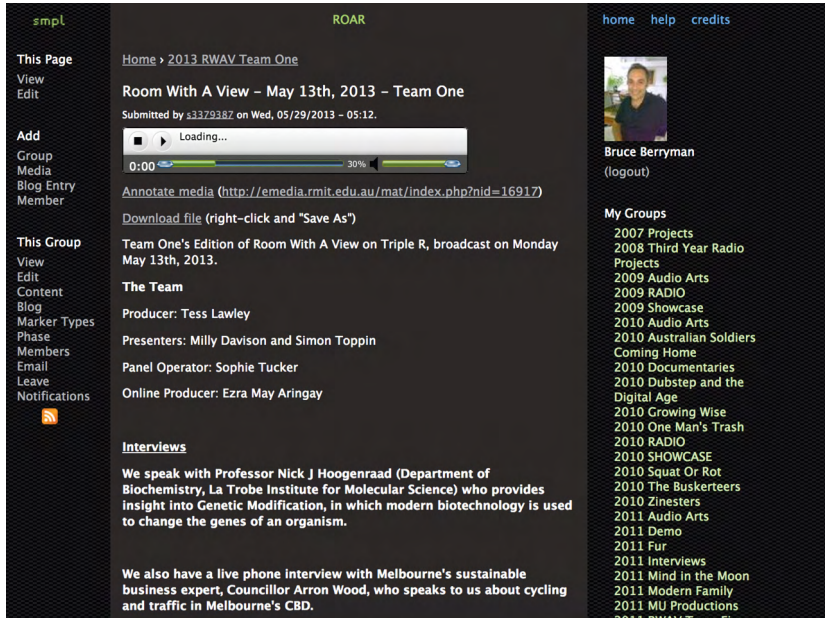 smpl
ROAR
home help credits
This Page
View
Edit
Add
Group
Media
Blog Entry
Member
This Group
View
Edit
Content
Blog
Marker Types
Phase
Members
Email
Leave
Notifications
Home › 2013 RWAV Team One
Room With A View – May 13th, 2013 – Team One
Submitted by s3379387 on Wed, 05/29/2013 – 05:12.
Loading...
0:00
30%
Annotate media (http://emedia.rmit.edu.au/mat/index.php?nid=16917)
Download file (right-click and "Save As")
Team One's Edition of Room With A View on Triple R, broadcast on Monday
May 13th, 2013.
The Team
Producer: Tess Lawley
Presenters: Milly Davison and Simon Toppin
Panel Operator: Sophie Tucker
Online Producer: Ezra May Aringay
Interviews
We speak with Professor Nick J Hoogenraad (Department of
Biochemistry, La Trobe Institute for Molecular Science) who provides
insight into Genetic Modification, in which modern biotechnology is used
to change the genes of an organism.
We also have a live phone interview with Melbourne's sustainable
business expert, Councillor Arron Wood, who speaks to us about cycling
and traffic in Melbourne's CBD.
Bruce Berryman
(logout)
My Groups
2007 Projects
2008 Third Year Radio
Projects
2009 Audio Arts
2009 RADIO
2009 Showcase
2010 Audio Arts
2010 Australian Soldiers
Coming Home
2010 Documentaries
2010 Dubstep and the
Digital Age
2010 Growing Wise
2010 One Man's Trash
2010 RADIO
2010 SHOWCASE
2010 Squat Or Rot
2010 The Buskerteers
2010 Zinesters
2011 Audio Arts
2011 Demo
2011 Fur
2011 Interviews
2011 Mind in the Moon
2011 Modern Family
2011 MU Productions